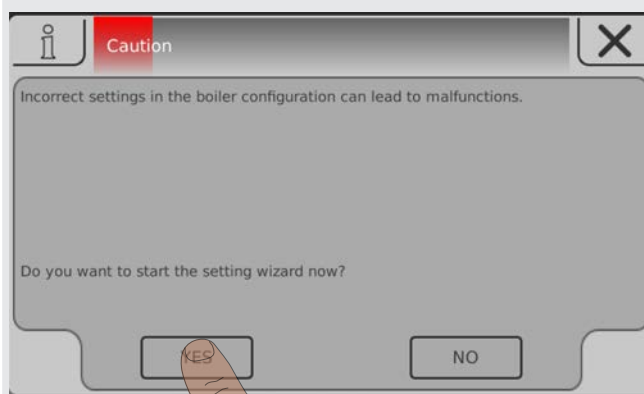 Caution
Incorrect settings in the boiler configuration can lead to malfunctions.
Do you want to start the setting wizard now?
YES
NO